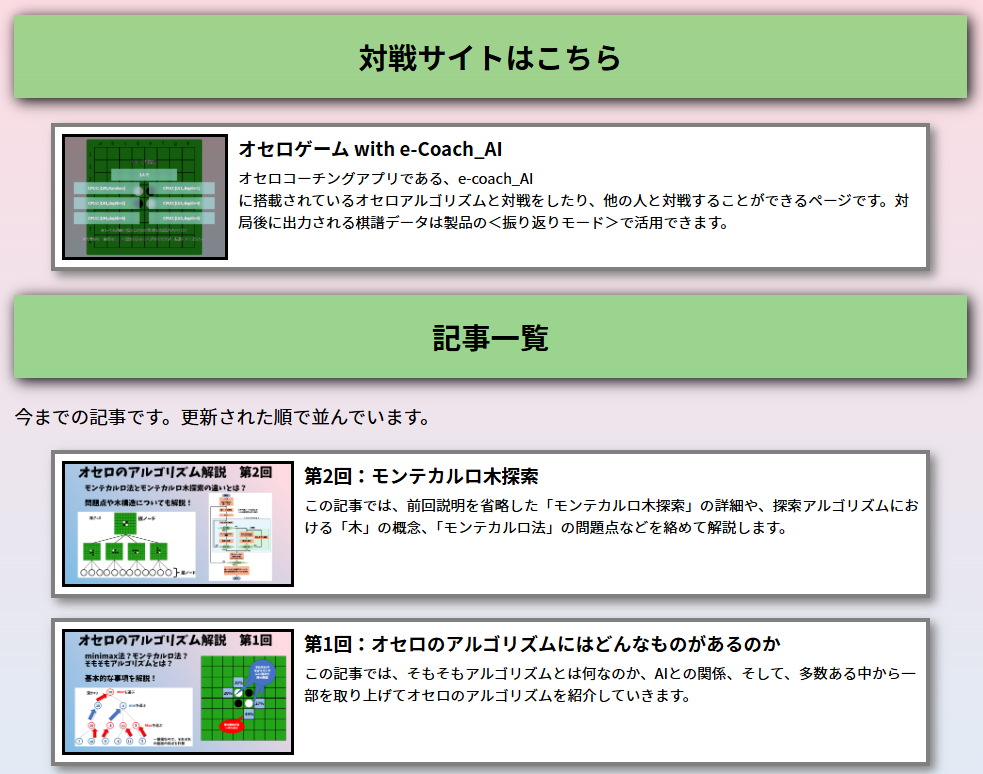 対戦サイトはこちら
オセロゲーム with e-Coach_AI
オセロコーチングアプリである、e-coach_AI
に搭載されているオセロアルゴリズムと対戦をしたり、他の人と対戦することができるページです。対
局後に出力される棋譜データは製品の＜振り返りモード＞で活用できます。
記事一覧
今までの記事です。更新された順で並んでいます。
オセロのアルゴリズム解説　第2回
モンテカルロ法とモンテカルロ木探索の違いとは？
問題点や木構造についても解説！
第2回：モンテカルロ木探索
この記事では、前回説明を省略した「モンテカルロ木探索」の詳細や、探索アルゴリズムにお
ける「木」の概念、「モンテカルロ法」の問題点などを絡めて解説します。
オセロのアルゴリズム解説　第1回
minimax法？モンテカルロ法？
そもそもアルゴリズムとは？
基本的な事項を解説！
第1回：オセロのアルゴリズムにはどんなものがあるのか
この記事では、そもそもアルゴリズムとは何なのか、AIとの関係、そして、多数ある中から一
部を取り上げてオセロのアルゴリズムを紹介していきます。